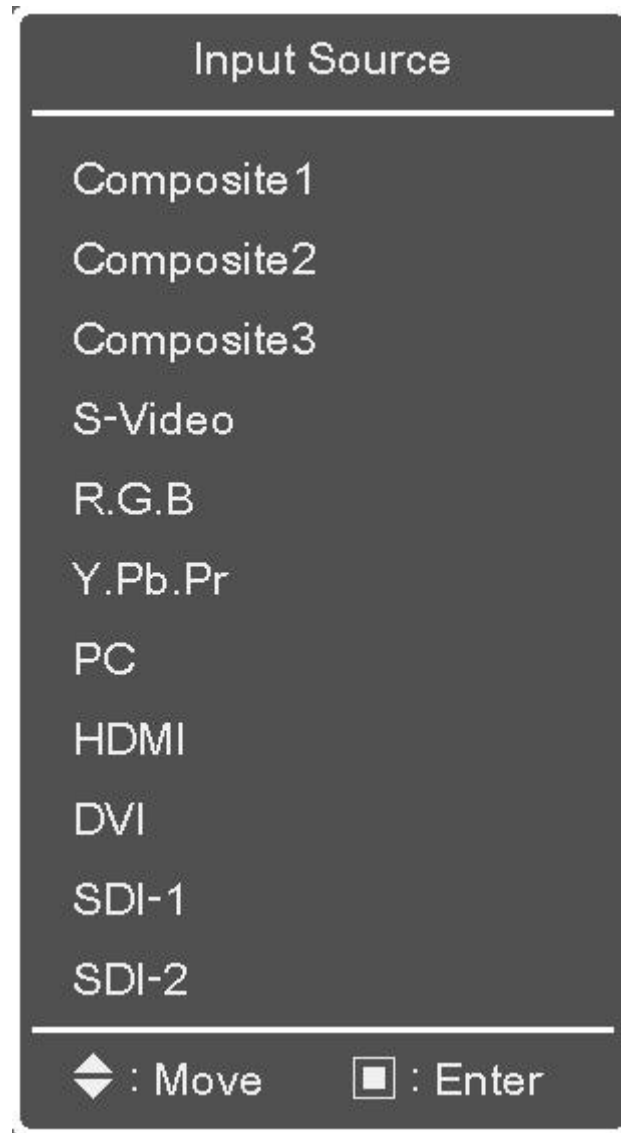 Input Source
Composite1
Composite2
Composite3
S-Video
R.G.B
Y.Pb.Pr
PC
HDMI
DVI
SDI-1
SDI-2
: Move : Enter